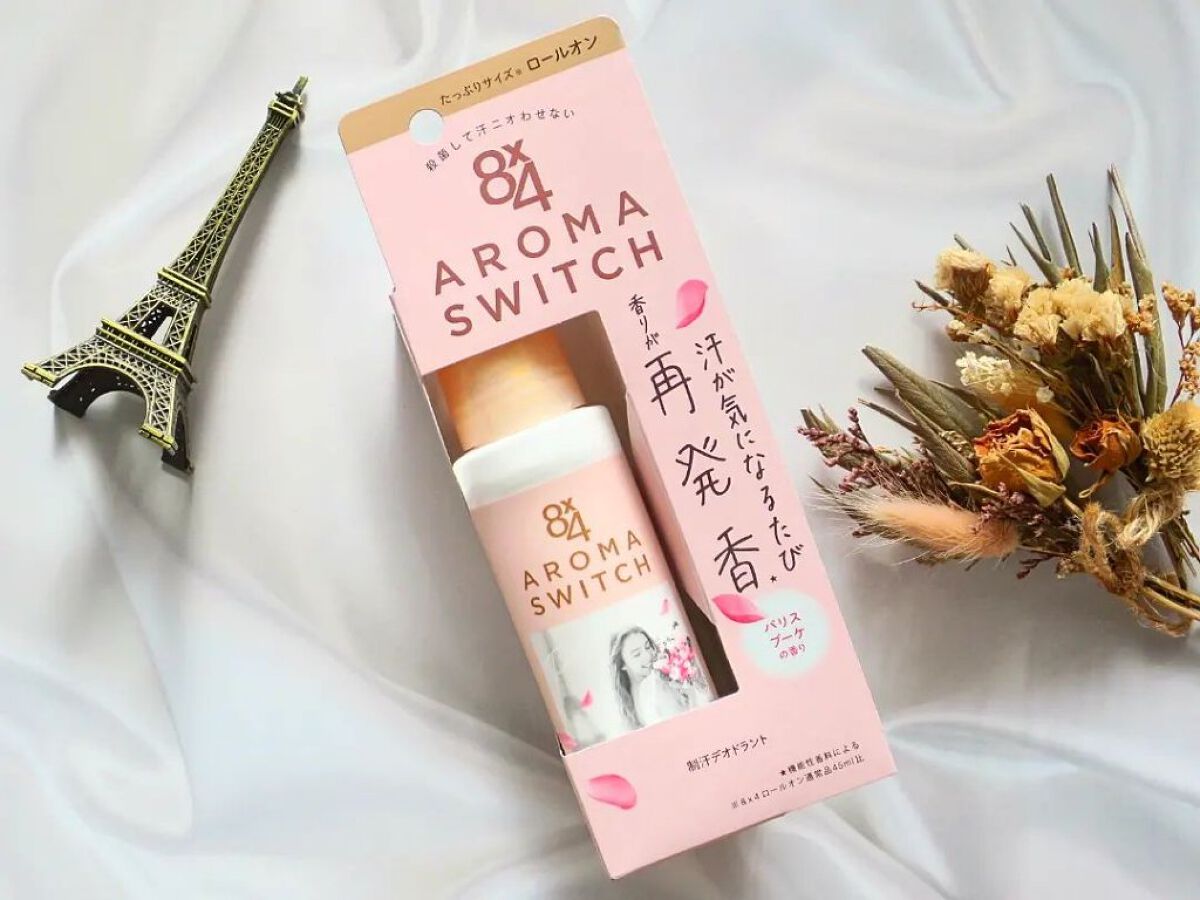 たっぷりサイズ※ ロールオン
殺菌して汗ニオわせない
8x4
AROMA
SWITCH
汗が気になるたび
香りが
再発香★
パリス
ブーケ
の香り
8x4
AROMA
SWITCH
制汗デオドラント
★機能性香料による
※8x4ロールオン通常品45ml比